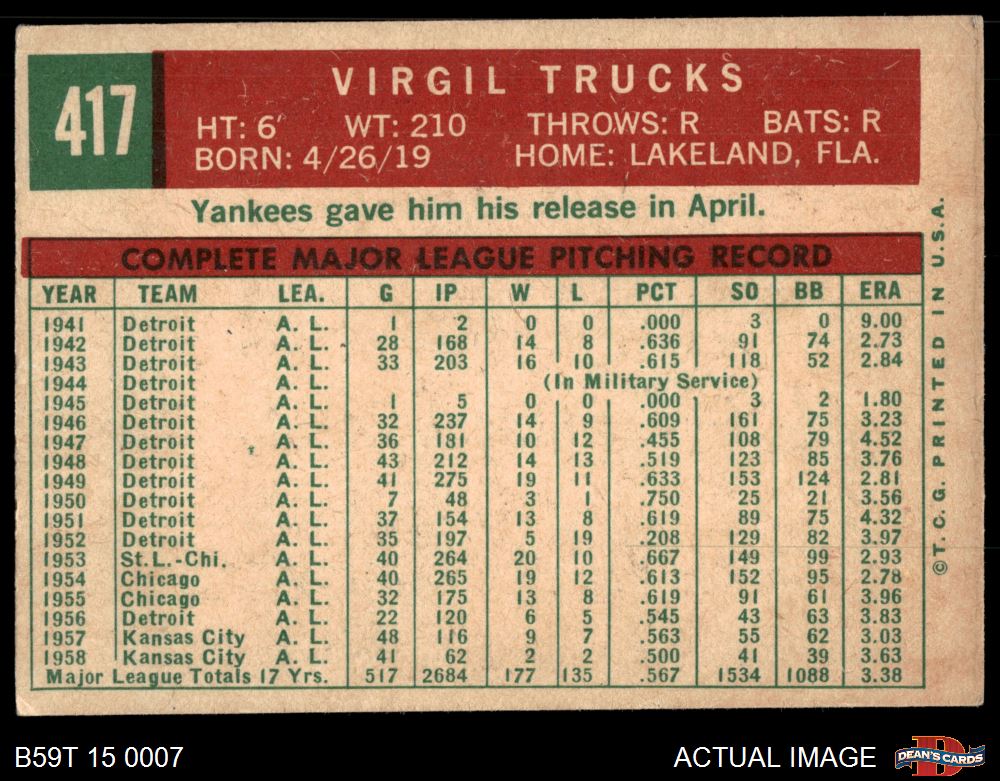 417
VIRGIL TRUCKS
HT: 6' WT: 210 THROWS: R BATS: R
BORN: 4/26/19 HOME: LAKELAND, FLA.
Yankees gave him his release in April.
COMPLETE MAJOR LEAGUE PITCHING RECORD
YEAR TEAM LEA. G IP W L PCT SO BB ERA
1941 Detroit A. L. 1 2 0 0 .000 3 0 9.00
1942 Detroit A. L. 28 168 14 8 .636 91 74 2.73
1943 Detroit A. L. 33 203 16 10 .615 118 52 2.84
1944 Detroit A. L. (In Military Service)
1945 Detroit A. L. 1 5 0 0 .000 3 2 1.80
1946 Detroit A. L. 32 237 14 9 .609 161 75 3.23
1947 Detroit A. L. 36 181 10 12 .455 108 79 4.52
1948 Detroit A. L. 43 212 14 13 .519 123 85 3.76
1949 Detroit A. L. 41 275 19 11 .633 153 124 2.81
1950 Detroit A. L. 7 48 3 1 .750 25 21 3.56
1951 Detroit A. L. 37 154 13 8 .619 89 75 4.32
1952 Detroit A. L. 35 197 5 19 .208 129 82 3.97
1953 St.L.-Chi. A. L. 40 264 20 10 .667 149 99 2.93
1954 Chicago A. L. 40 265 19 12 .613 152 95 2.78
1955 Chicago A. L. 32 175 13 8 .619 91 61 3.96
1956 Detroit A. L. 22 120 6 5 .545 43 63 3.83
1957 Kansas City A. L. 48 116 9 7 .563 55 62 3.03
1958 Kansas City A. L. 41 62 2 2 .500 41 39 3.63
Major League Totals 17 Yrs. 517 2684 177 135 .567 1534 1088 3.38
©T.C.G. PRINTED IN U.S.A.
B59T 15 0007
ACTUAL IMAGE
D
DEAN'S CARDS